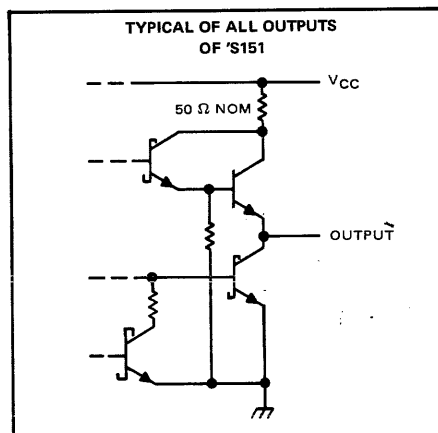 TYPICAL OF ALL OUTPUTS
OF 'S151
VCC
50 Ω NOM
OUTPUT